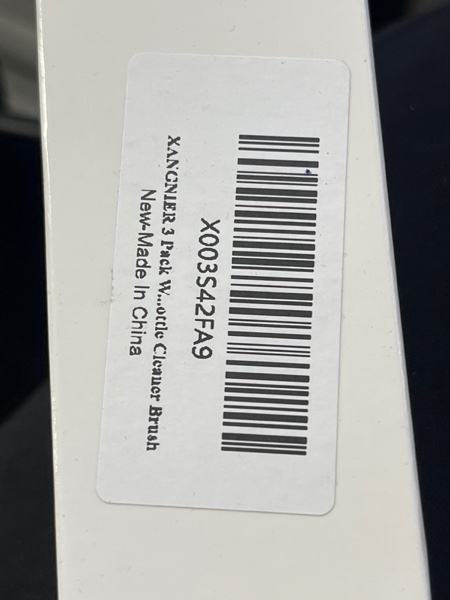 X003S42FA9
XANGNIER 3 Pack W...ottle Cleaner Brush
New-Made In China